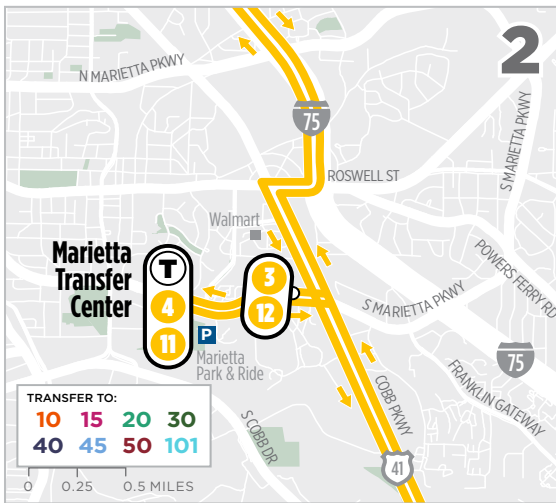 2
N MARIETTA PKWY
75
ROSWELL ST
S MARIETTA PKWY
Walmart
POWERS FERRY RD
Marietta
Transfer
Center
T
4
11
3
12
P
Marietta
Park & Ride
S MARIETTA PKWY
75
FRANKLIN GATEWAY
COBB PKWY
S COBB DR
41
TRANSFER TO:
10 15 20 30
40 45 50 101
0 0.25 0.5 MILES